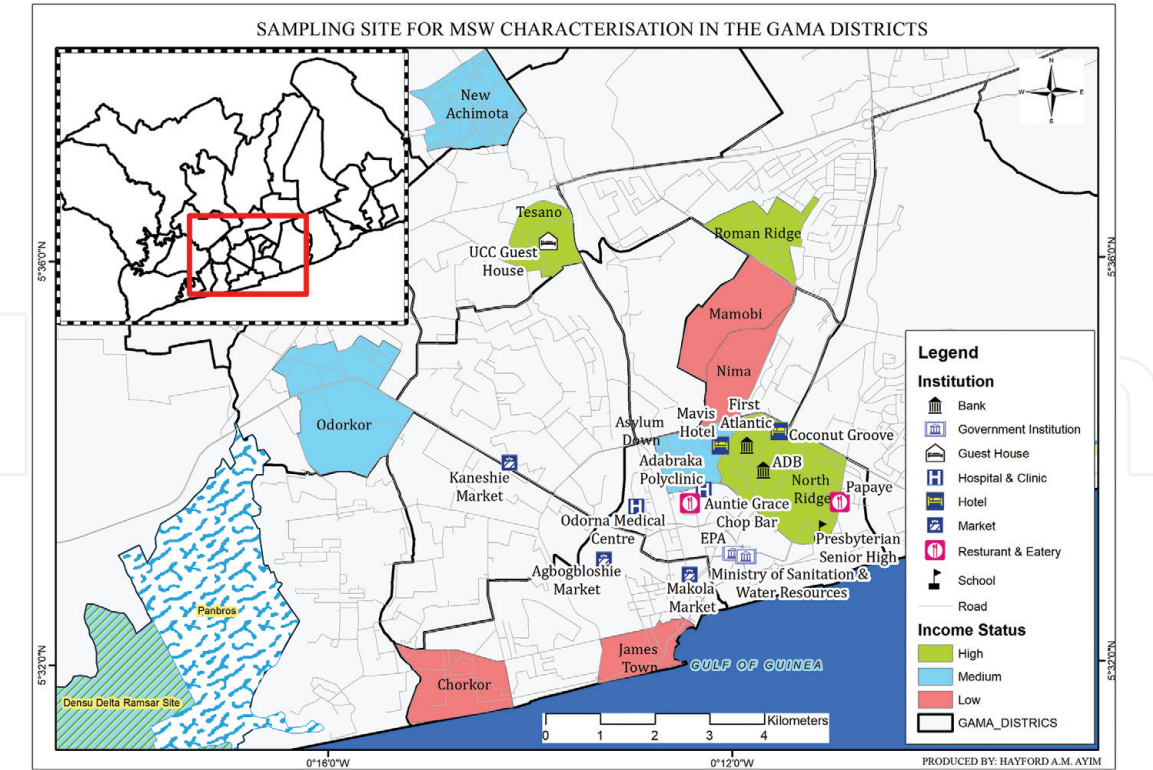 SAMPLING SITE FOR MSW CHARACTERISATION IN THE GAMA DISTRICTS
N
W
E
S
New
Achimota
Tesano
UCC Guest
House
Roman Ridge
5°36'0"N
5°36'0"N
Mamobi
Nima
Odorkor
Asylum
Down
Mavis
Hotel
First
Atlantic
Coconut Groove
Adabraka
Polyclinic
ADB
North
Ridge
Papaye
Kaneshie
Market
Auntie Grace
Chop Bar
Odorna Medical
Centre
EPA
Presbyterian
Senior High
Agbogbloshie
Market
Makola
Market
Ministry of Sanitation &
Water Resources
Panbros
James
Town
GULF OF GUINEA
5°32'0"N
5°32'0"N
Chorkor
Densu Delta Ramsar Site
Kilometers
0 1 2 3 4
0°16'0"W
0°12'0"W
Legend
Institution
Bank
Government Institution
Guest House
Hospital & Clinic
Hotel
Market
Resturant & Eatery
School
Road
Income Status
High
Medium
Low
GAMA_DISTRICS
PRODUCED BY: HAYFORD A.M. AYIM